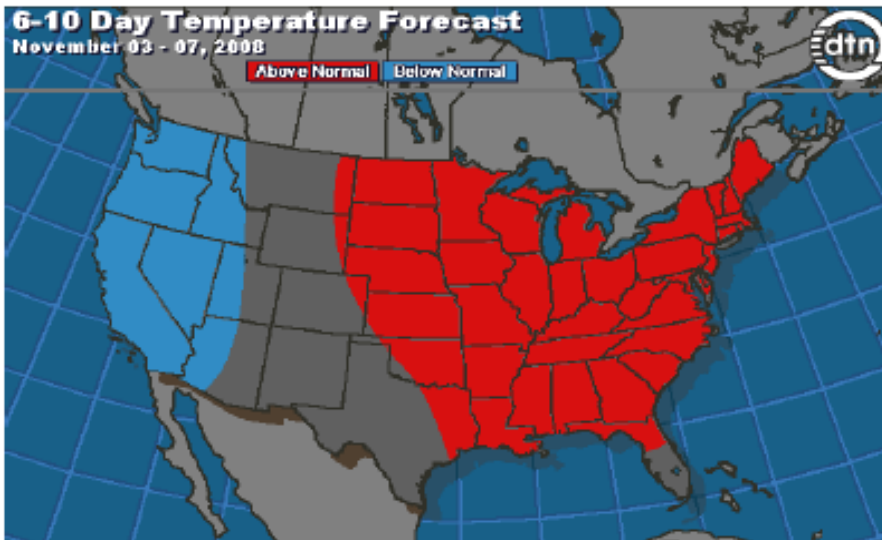 6-10 Day Temperature Forecast
November 03 - 07, 2008
Above Normal Below Normal
dtn